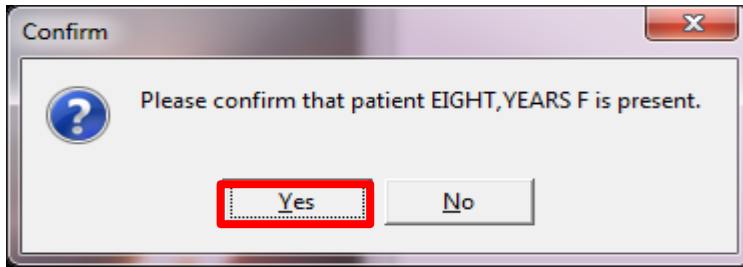 Confirm
Please confirm that patient EIGHT,YEARS F is present.
Yes
No